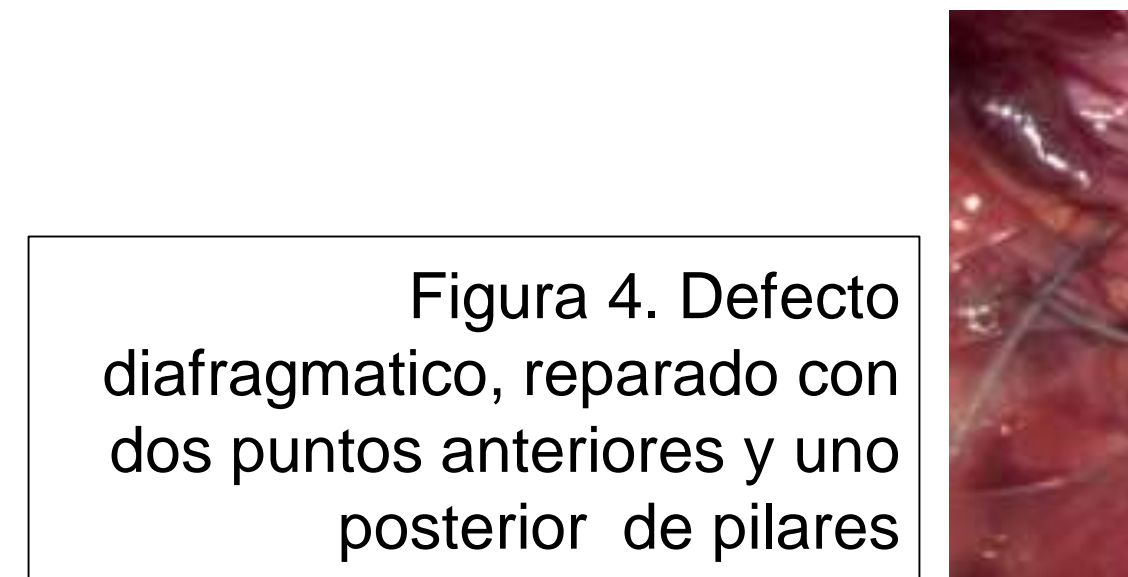 Figura 4. Defecto
diafragmatico, reparado con
dos puntos anteriores y uno
posterior  de pilares